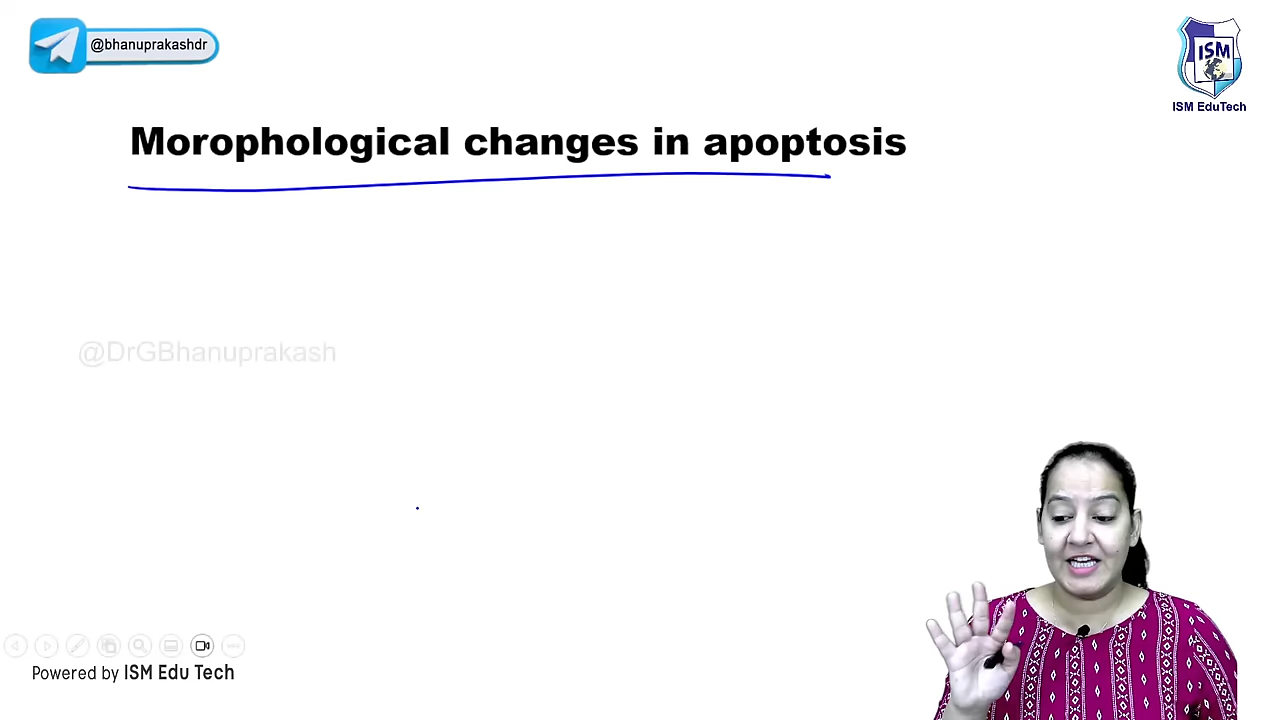 @bhanuprakashdr
ISM
ISM EduTech
Morophological changes in apoptosis
@DrGBhanuprakash
Powered by ISM Edu Tech